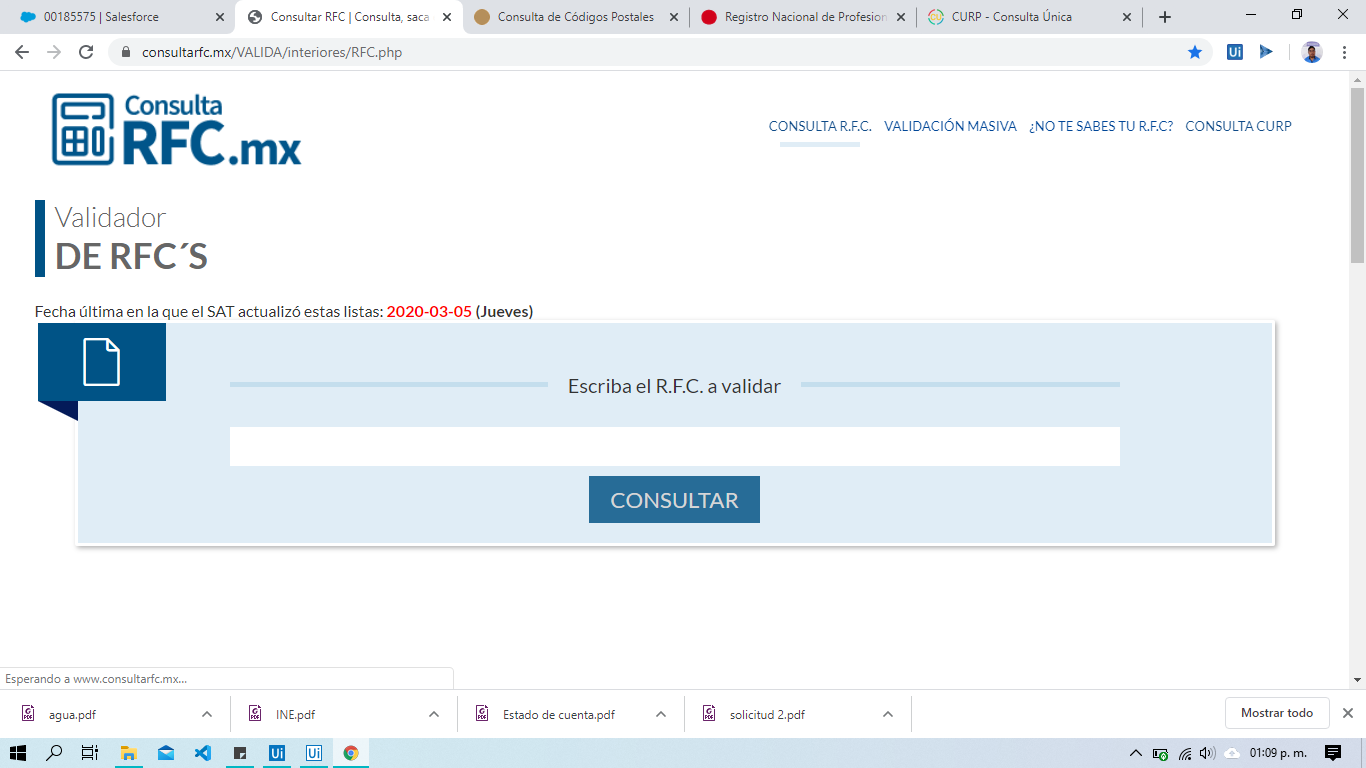 00185575 | Salesforce
Consultar RFC | Consulta, saca
Consulta de Códigos Postales
Registro Nacional de Profesion
CURP - Consulta Única
consultarfc.mx/VALIDA/interiores/RFC.php
Ui
Consulta
RFC.mx
CONSULTA R.F.C. VALIDACIÓN MASIVA ¿NO TE SABES TU R.F.C? CONSULTA CURP
Validador
DE RFC´S
Fecha última en la que el SAT actualizó estas listas: 2020-03-05 (Jueves)
Escriba el R.F.C. a validar
CONSULTAR
Esperando a www.consultarfc.mx...
agua.pdf
INE.pdf
Estado de cuenta.pdf
solicitud 2.pdf
Mostrar todo
Ui
Ui
01:09 p. m.